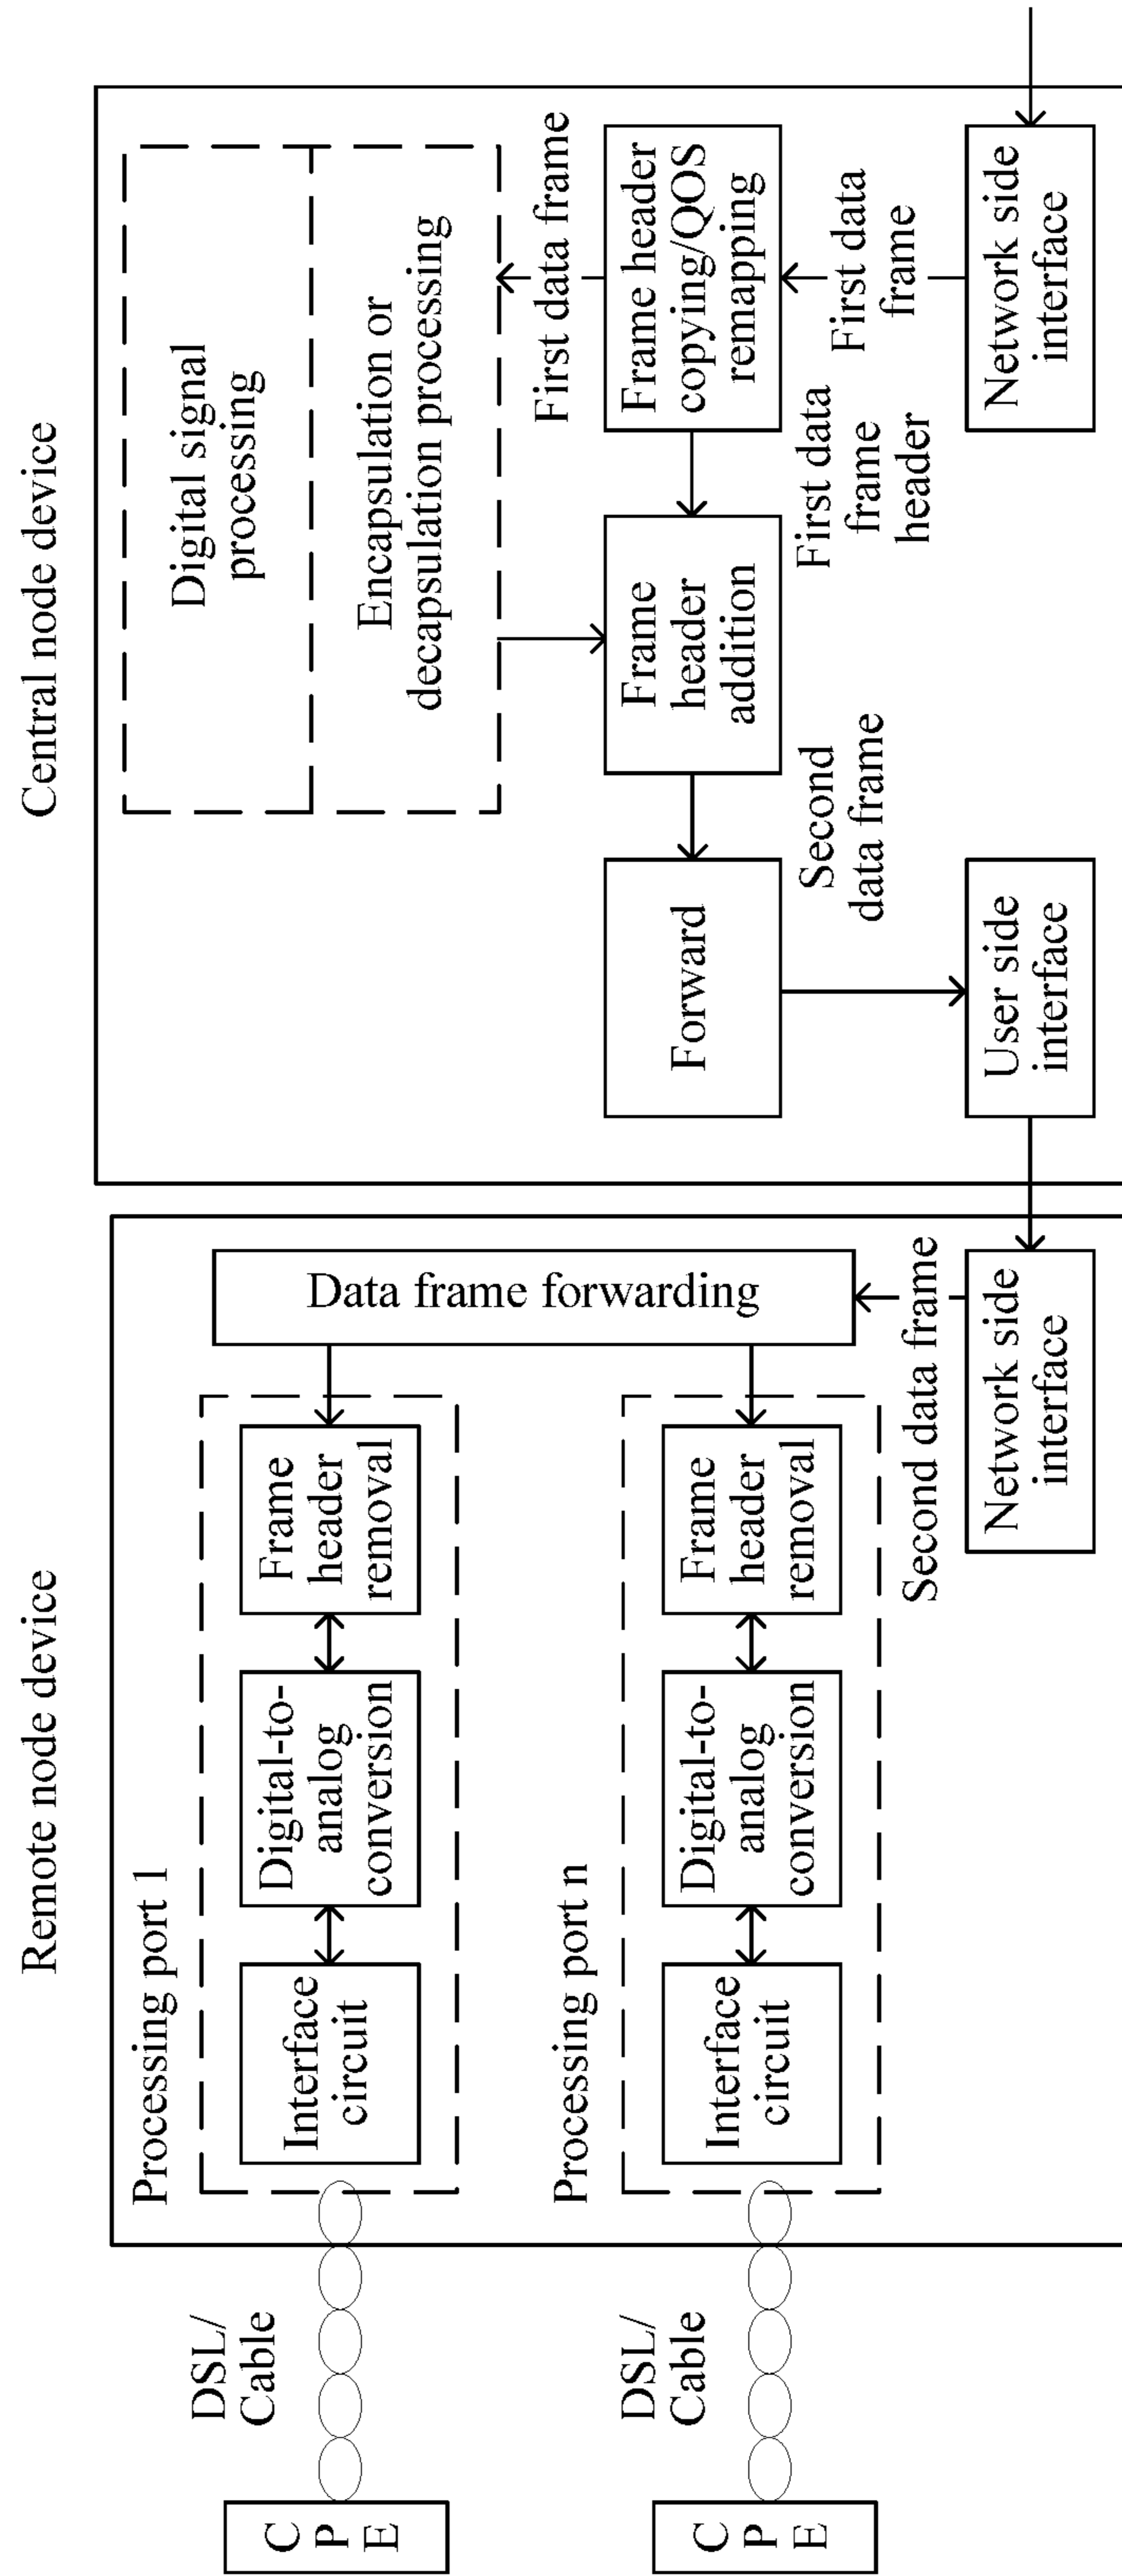 Remote node device
Central node device
Processing port 1
DSL/
Cable
C
P
E
Interface
circuit
Digital-to-
analog
conversion
Frame
header
removal
Data frame forwarding
Processing port n
DSL/
Cable
C
P
E
Interface
circuit
Digital-to-
analog
conversion
Frame
header
removal
Second data frame
Network side
interface
Digital signal
processing
Encapsulation or
decapsulation processing
First data frame
Forward
Frame
header
addition
Frame header
copying/QOS
remapping
Second
data frame
First data
frame
header
First data
frame
User side
interface
Network side
interface